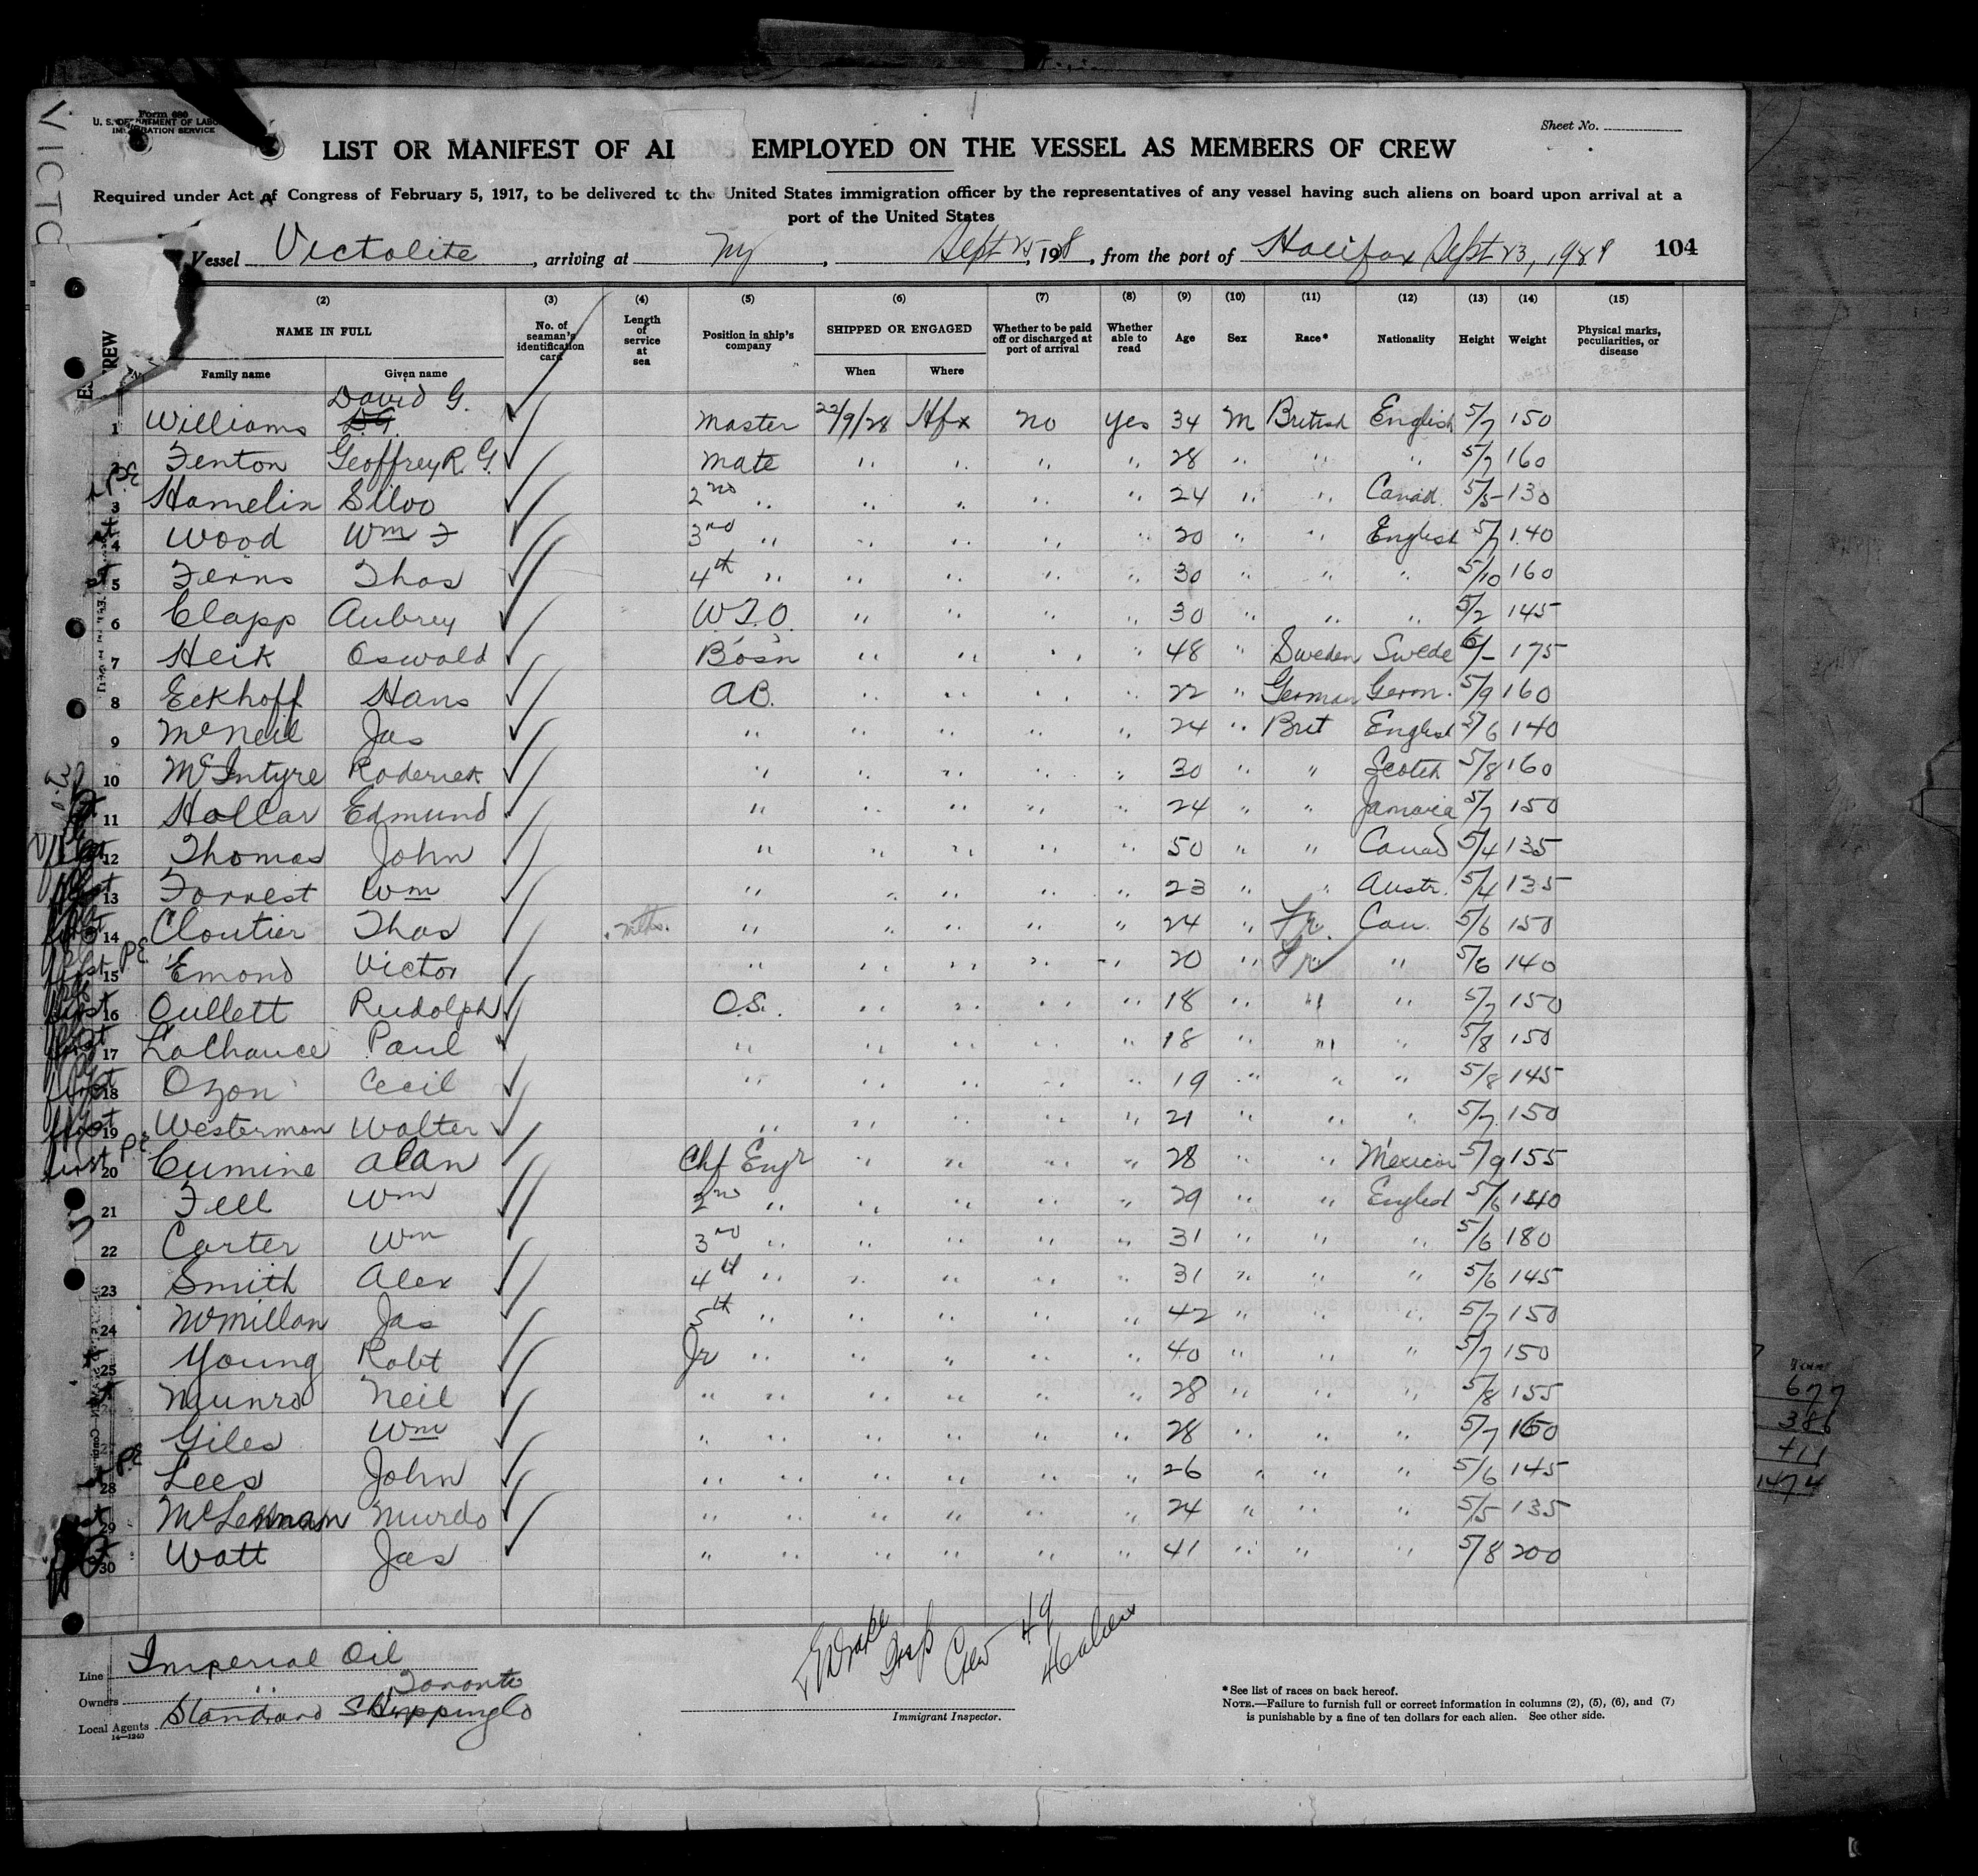 VICTO
Form 680
U. S. DEPARTMENT OF LABOR
IMMIGRATION SERVICE
Sheet No.
LIST OR MANIFEST OF ALIENS EMPLOYED ON THE VESSEL AS MEMBERS OF CREW
Required under Act of Congress of February 5, 1917, to be delivered to the United States immigration officer by the representatives of any vessel having such aliens on board upon arrival at a
port of the United States
Vessel Victolite, arriving at Ny, Sept 25, 1928, from the port of Halifax Sept 23, 1928 104
(2) (3) (4) (5) (6) (7) (8) (9) (10) (11) (12) (13) (14) (15)
NAME IN FULL No. of seaman's identification card Length of service at sea Position in ship's company SHIPPED OR ENGAGED Whether to be paid off or discharged at port of arrival Whether able to read Age Sex Race* Nationality Height Weight Physical marks, peculiarities, or disease
Family name Given name When Where
1 Williams David G. D.G. Master 22/9/28 Hfx no yes 34 M British English 5/7 150
Fenton Geoffrey R. G. Mate " " " " 28 " " " 5/7 160
3 Hamelin Silvo 2nd " " " " " 24 " " Canad. 5/5 130
4 Wood Wm F 3rd " " " " " 20 " " English 5/7 140
5 Ferns Thos 4th " " " " " 30 " " " 5/10 160
6 Clapp Aubrey W.T.O. " " " " 30 " " " 5/2 145
7 Heik Oswald Bosn " " " " 48 " Sweden Swede 6/- 175
8 Eckhoff Hans A.B. " " " " 22 " German Germ. 5/9 160
9 McNeil Jas " " " " " 24 " Brit English 5/6 140
10 McIntyre Roderick " " " " " 30 " " Scotch 5/8 160
11 Hollar Edmund " " " " " 24 " " Jamaica 5/7 150
12 Thomas John " " " " " 50 " " Canad 5/4 135
13 Forrest Wm " " " " " 23 " " Austr. 5/4 135
14 Cloutier Thos mths. " " " " " 24 " Fr. Can. 5/6 150
15 Emond Victor " " " " " 20 " Fr " 5/6 140
16 Oullett Rudolph O.S. " " " " 18 " " " 5/7 150
17 LaChance Paul " " " " " 18 " " " 5/8 150
18 Ozon Cecil " " " " " 19 " " " 5/8 145
19 Westerman Walter " " " " " 21 " " " 5/7 150
20 Cumine Alan Chf Engr " " " " 28 " " Mexican 5/9 155
21 Fell Wm 2nd " " " " " 29 " " English 5/6 140
22 Carter Wm 3rd " " " " " 31 " " " 5/6 180
23 Smith Alex 4th " " " " " 31 " " " 5/6 145
24 McMillan Jas 5th " " " " " 42 " " " 5/7 150
25 Young Robt Jr " " " " " 40 " " " 5/7 150
Munro Neil " " " " " " 28 " " " 5/8 155
27 Giles Wm " " " " " " 28 " " " 5/7 160
28 Lees John " " " " " " 26 " " " 5/6 145
29 McLennan Murdo " " " " " " 24 " " " 5/5 135
30 Watt Jas " " " " " " 41 " " " 5/8 200
677
386
411
1474
Line Imperial Oil
Owners " " Toronto
Local Agents Standard Shipping Co
14—1240
Insp Crew 49
Immigrant Inspector.
* See list of races on back hereof.
NOTE.—Failure to furnish full or correct information in columns (2), (5), (6), and (7)
is punishable by a fine of ten dollars for each alien. See other side.